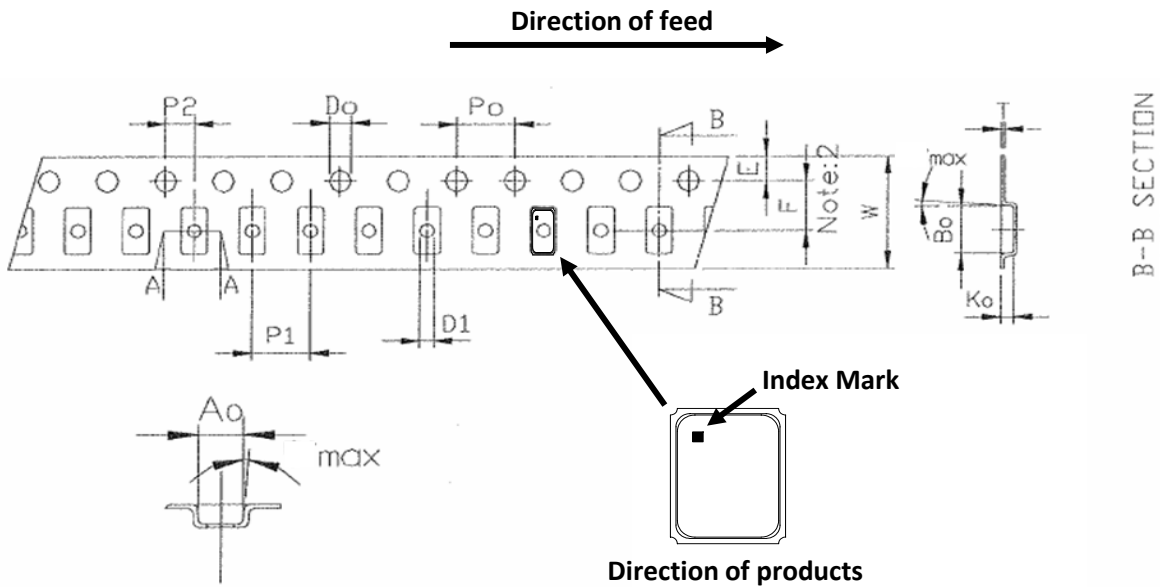 Direction of feed
P2
Do
Po
B
E
F
Note:2
W
T
max
Bo
Ko
B-B SECTION
A
A
P1
D1
B
Index Mark
Ao
max
Direction of products